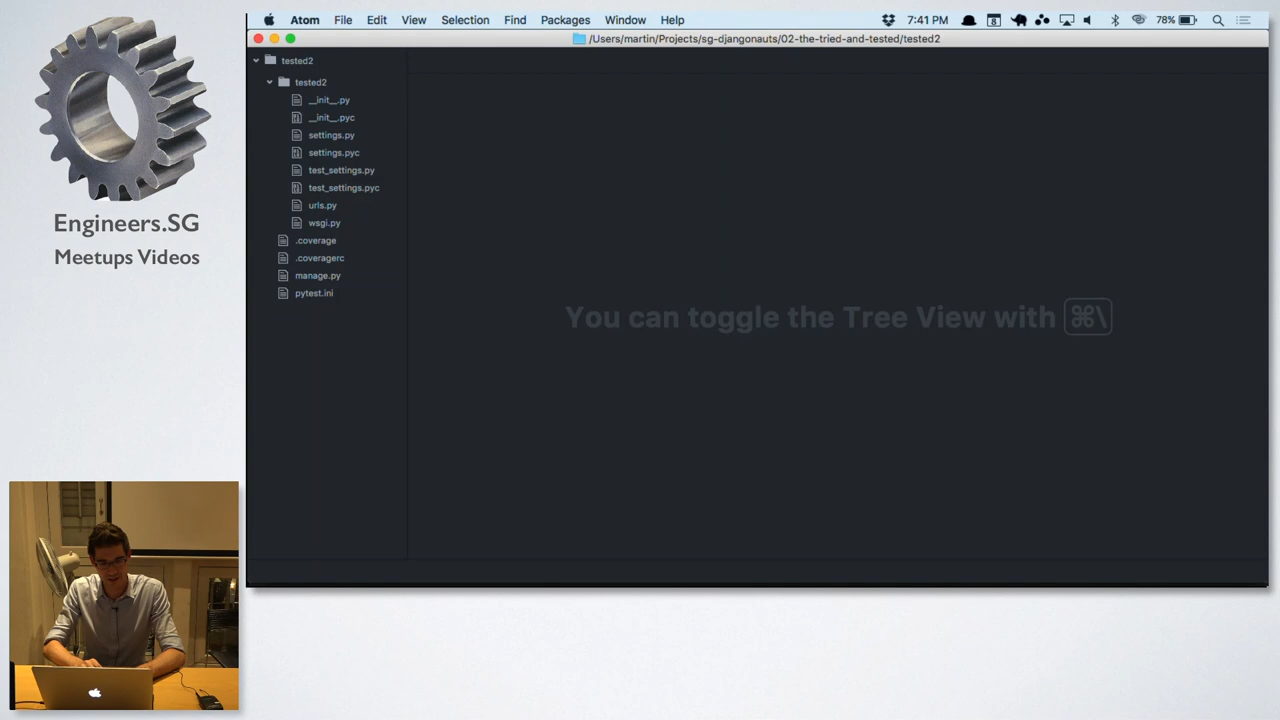 Engineers.SG
Meetups Videos
Atom File Edit View Selection Find Packages Window Help
8 7:41 PM 78%
/Users/martin/Projects/sg-djangonauts/02-the-tried-and-tested/tested2
tested2
tested2
__init__.py
__init__.pyc
settings.py
settings.pyc
test_settings.py
test_settings.pyc
urls.py
wsgi.py
.coverage
.coveragerc
manage.py
pytest.ini
You can toggle the Tree View with ⌘\